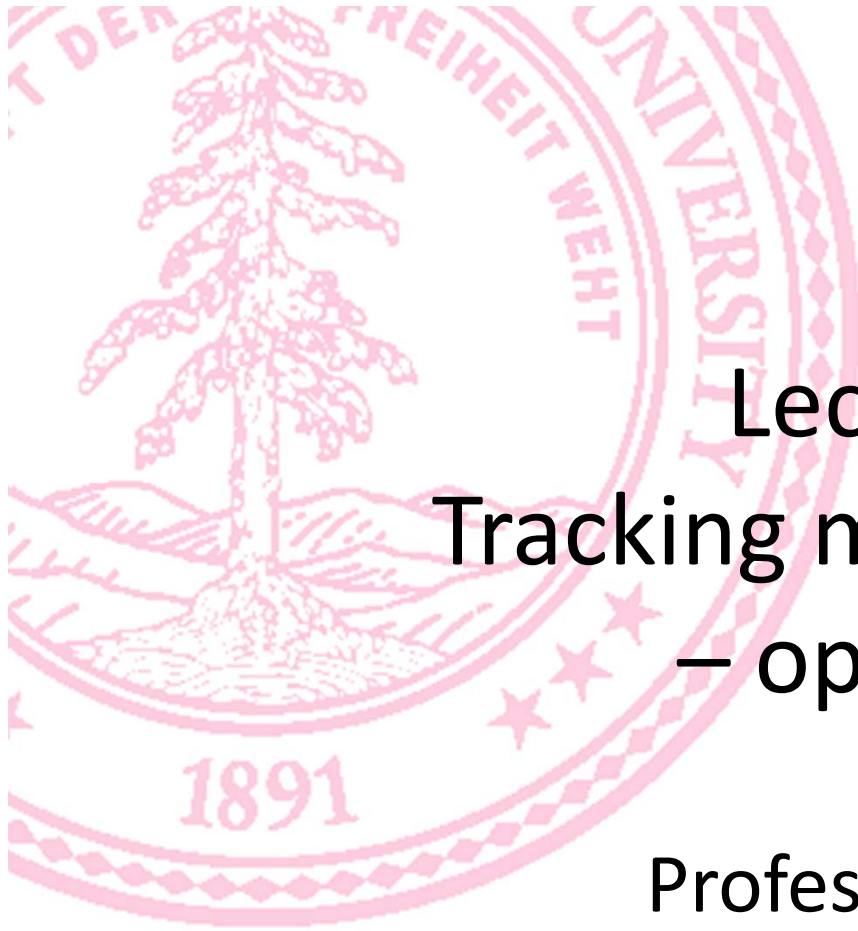 DER
FREIHEIT WEHT
UNIVERSITY
Lec
Tracking
– op
1891
Profes